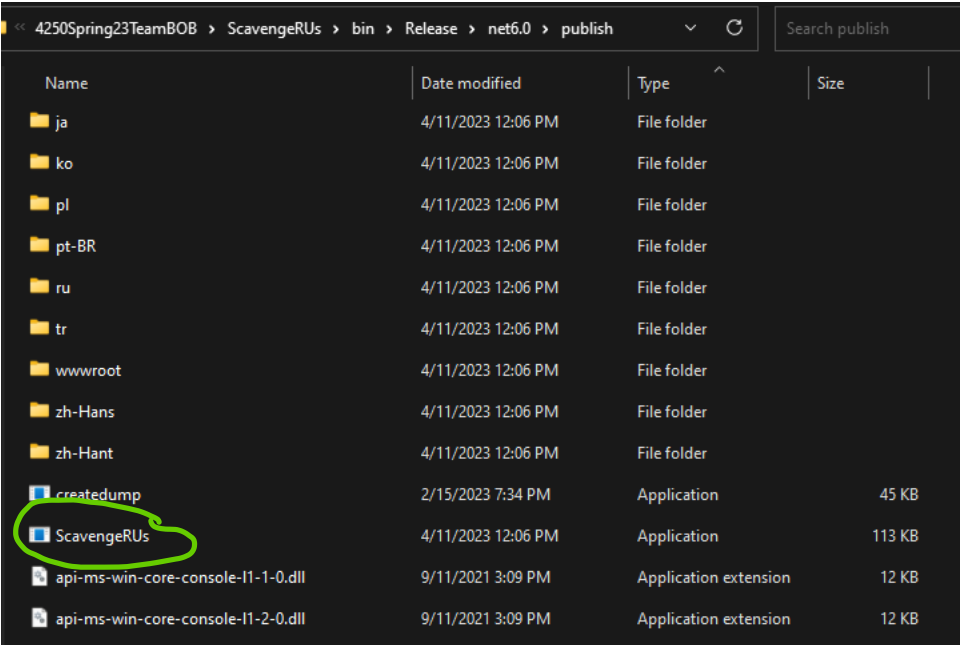 « 4250Spring23TeamBOB > ScavengeRUs > bin > Release > net6.0 > publish Search publish
Name Date modified Type Size
ja 4/11/2023 12:06 PM File folder
ko 4/11/2023 12:06 PM File folder
pl 4/11/2023 12:06 PM File folder
pt-BR 4/11/2023 12:06 PM File folder
ru 4/11/2023 12:06 PM File folder
tr 4/11/2023 12:06 PM File folder
wwwroot 4/11/2023 12:06 PM File folder
zh-Hans 4/11/2023 12:06 PM File folder
zh-Hant 4/11/2023 12:06 PM File folder
createdump 2/15/2023 7:34 PM Application 45 KB
ScavengeRUs 4/11/2023 12:06 PM Application 113 KB
api-ms-win-core-console-l1-1-0.dll 9/11/2021 3:09 PM Application extension 12 KB
api-ms-win-core-console-l1-2-0.dll 9/11/2021 3:09 PM Application extension 12 KB